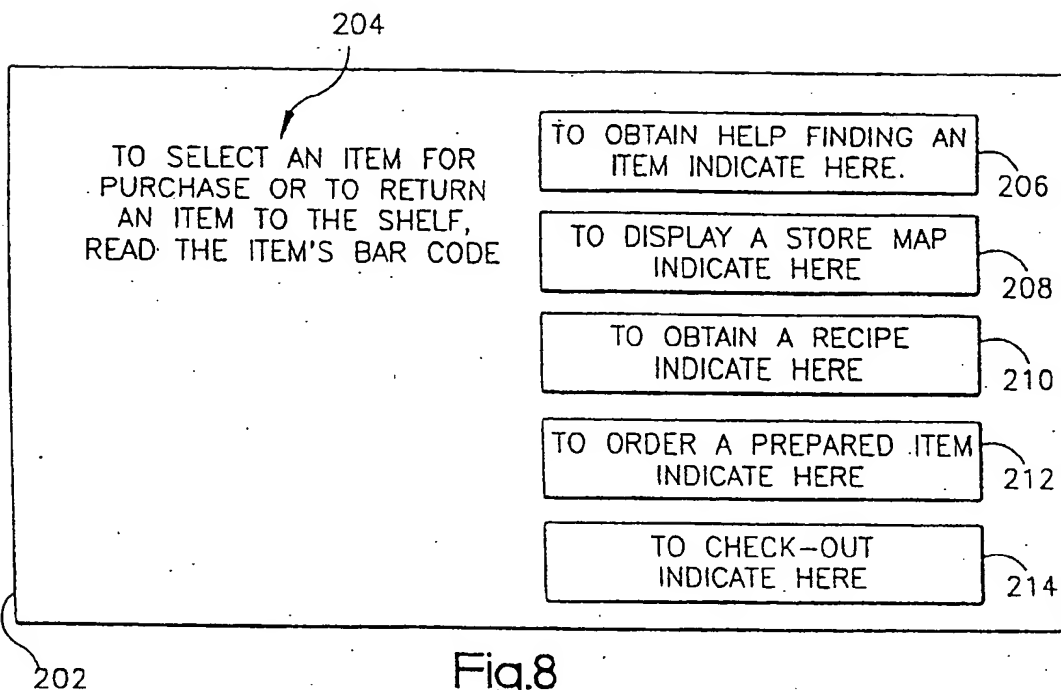 204
TO SELECT AN ITEM FOR
PURCHASE OR TO RETURN
AN ITEM TO THE SHELF,
READ THE ITEM'S BAR CODE
TO OBTAIN HELP FINDING AN
ITEM INDICATE HERE.
206
TO DISPLAY A STORE MAP
INDICATE HERE
208
TO OBTAIN A RECIPE
INDICATE HERE
210
TO ORDER A PREPARED ITEM
INDICATE HERE
212
TO CHECK-OUT
INDICATE HERE
214
202
Fig.8